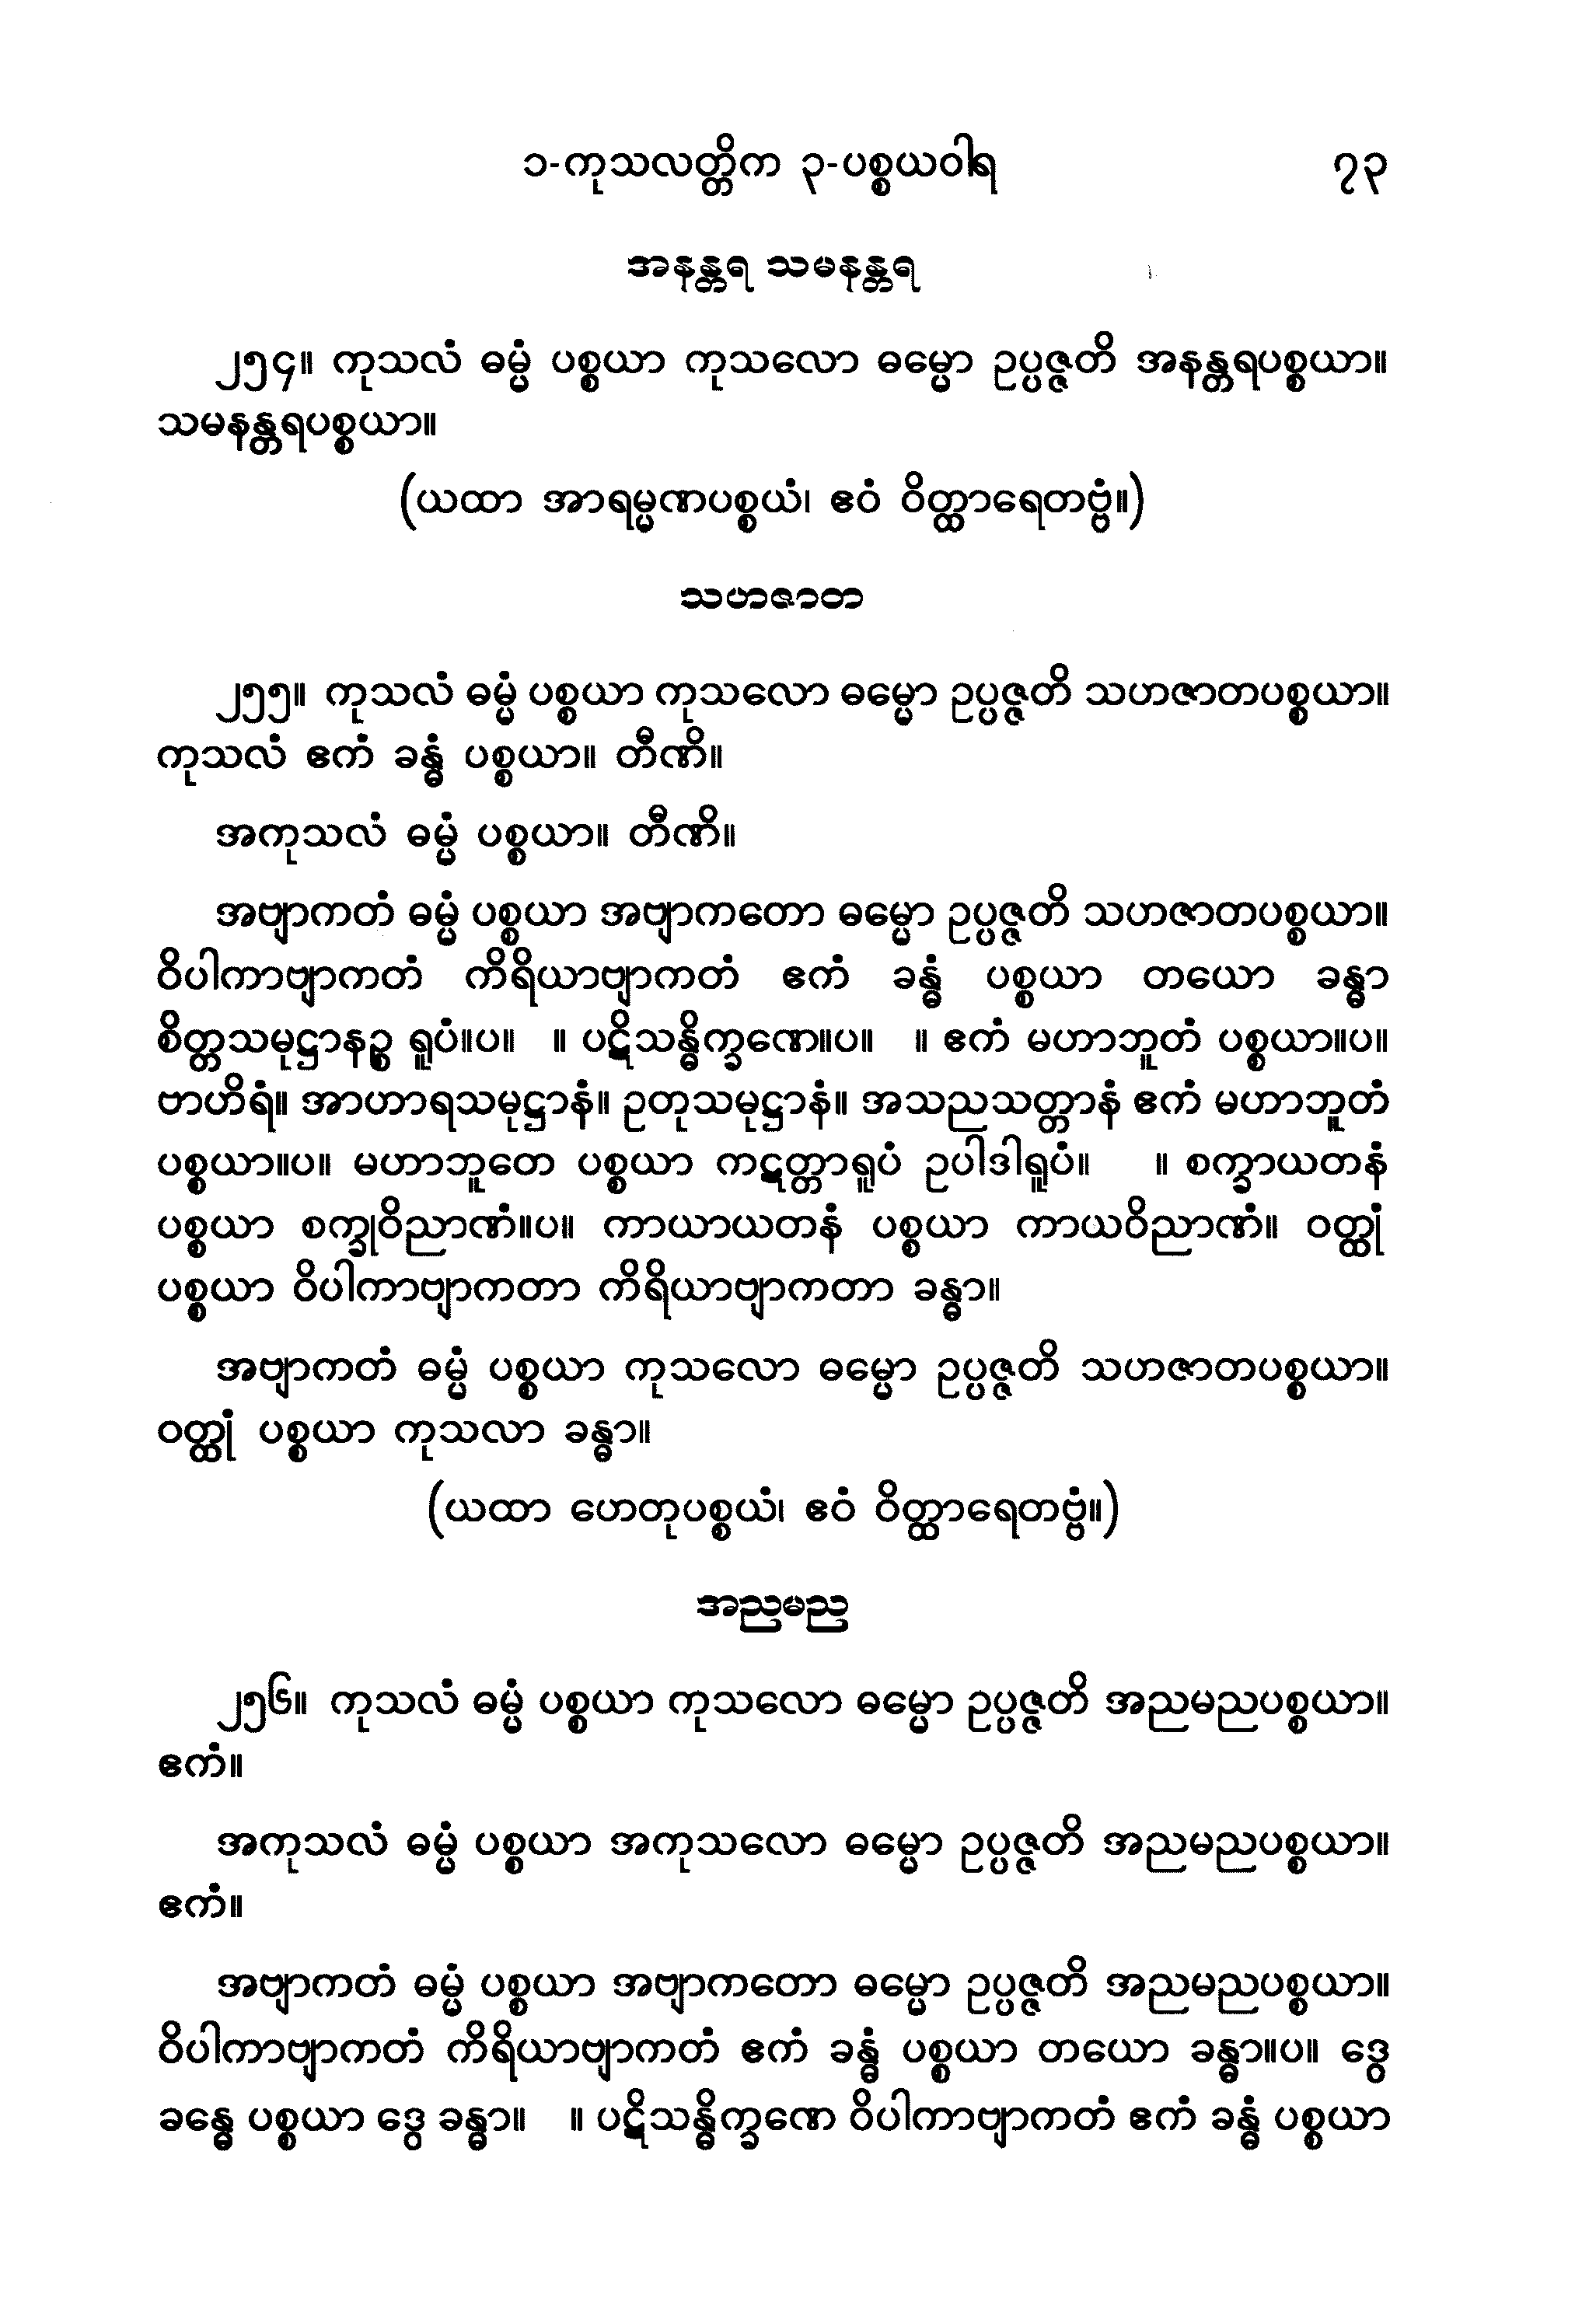 ၁-ကုသလတ္တိက ၃-ပစ္စယဝါရ ၇၃
အနန္တရ သမနန္တရ
၂၅၄။ ကုသလံ ဓမ္မံ ပစ္စယာ ကုသလော ဓမ္မော ဥပ္ပဇ္ဇတိ အနန္တရပစ္စယာ။
သမနန္တရပစ္စယာ။
(ယထာ အာရမ္မဏပစ္စယံ၊ ဧဝံ ဝိတ္ထာရေတဗ္ဗံ။)
သဟဇာတ
၂၅၅။ ကုသလံ ဓမ္မံ ပစ္စယာ ကုသလော ဓမ္မော ဥပ္ပဇ္ဇတိ သဟဇာတပစ္စယာ။
ကုသလံ ဧကံ ခန္ဓံ ပစ္စယာ။ တီဏိ။
အကုသလံ ဓမ္မံ ပစ္စယာ။ တီဏိ။
အဗျာကတံ ဓမ္မံ ပစ္စယာ အဗျာကတော ဓမ္မော ဥပ္ပဇ္ဇတိ သဟဇာတပစ္စယာ။
ဝိပါကာဗျာကတံ ကိရိယာဗျာကတံ ဧကံ ခန္ဓံ ပစ္စယာ တယော ခန္ဓာ
စိတ္တသမုဋ္ဌာနဉ္စ ရူပံ။ပ။ ။ ပဋိသန္ဓိက္ခဏေ။ပ။ ။ ဧကံ မဟာဘူတံ ပစ္စယာ။ပ။
ဗာဟိရံ။ အာဟာရသမုဋ္ဌာနံ။ ဥတုသမုဋ္ဌာနံ။ အသညသတ္တာနံ ဧကံ မဟာဘူတံ
ပစ္စယာ။ပ။ မဟာဘူတေ ပစ္စယာ ကဋတ္တာရူပံ ဥပါဒါရူပံ။ ။ စက္ခာယတနံ
ပစ္စယာ စက္ခုဝိညာဏံ။ပ။ ကာယာယတနံ ပစ္စယာ ကာယဝိညာဏံ။ ဝတ္ထုံ
ပစ္စယာ ဝိပါကာဗျာကတာ ကိရိယာဗျာကတာ ခန္ဓာ။
အဗျာကတံ ဓမ္မံ ပစ္စယာ ကုသလော ဓမ္မော ဥပ္ပဇ္ဇတိ သဟဇာတပစ္စယာ။
ဝတ္ထုံ ပစ္စယာ ကုသလာ ခန္ဓာ။
(ယထာ ဟေတုပစ္စယံ၊ ဧဝံ ဝိတ္ထာရေတဗ္ဗံ။)
အညမည
၂၅၆။ ကုသလံ ဓမ္မံ ပစ္စယာ ကုသလော ဓမ္မော ဥပ္ပဇ္ဇတိ အညမညပစ္စယာ။
ဧကံ။
အကုသလံ ဓမ္မံ ပစ္စယာ အကုသလော ဓမ္မော ဥပ္ပဇ္ဇတိ အညမညပစ္စယာ။
ဧကံ။
အဗျာကတံ ဓမ္မံ ပစ္စယာ အဗျာကတော ဓမ္မော ဥပ္ပဇ္ဇတိ အညမညပစ္စယာ။
ဝိပါကာဗျာကတံ ကိရိယာဗျာကတံ ဧကံ ခန္ဓံ ပစ္စယာ တယော ခန္ဓာ။ပ။ ဒွေ
ခန္ဓေ ပစ္စယာ ဒွေ ခန္ဓာ။ ။ ပဋိသန္ဓိက္ခဏေ ဝိပါကာဗျာကတံ ဧကံ ခန္ဓံ ပစ္စယာ